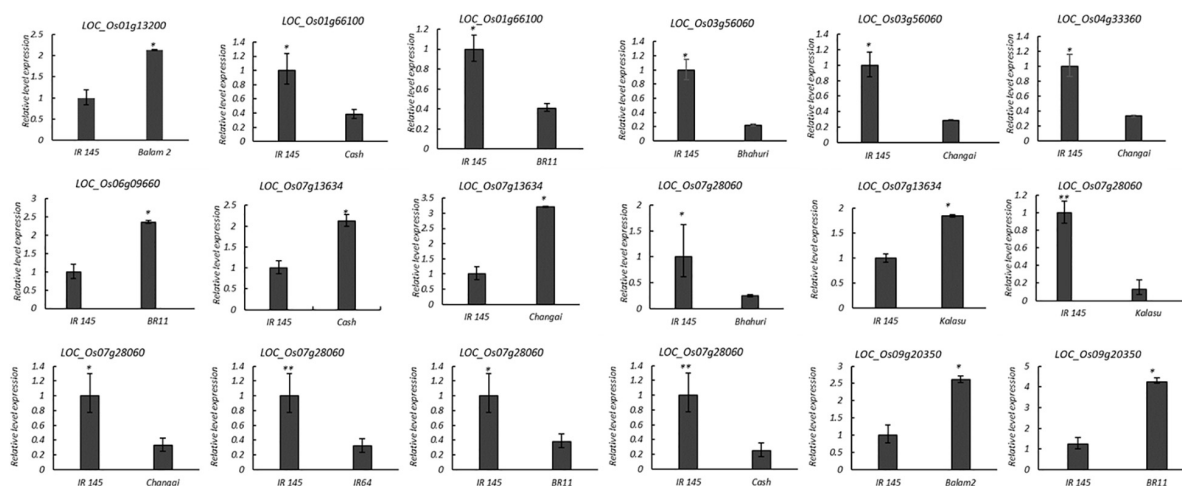 LOC_Os01g13200
Relative level expression
2.5
2
1.5
1
0.5
0
*
IR 145 Balam 2
LOC_Os01g66100
Relative level expression
1.4
1.2
1
0.8
0.6
0.4
0.2
0
*
IR 145 Cash
LOC_Os01g66100
Relative level expression
1.2
1
0.8
0.6
0.4
0.2
0
*
IR 145 BR11
LOC_Os03g56060
Relative level expression
1.4
1.2
1
0.8
0.6
0.4
0.2
0
*
IR 145 Bhahuri
LOC_Os03g56060
Relative level expression
1.4
1.2
1
0.8
0.6
0.4
0.2
0
*
IR 145 Changai
LOC_Os04g33360
Relative level expression
1.4
1.2
1
0.8
0.6
0.4
0.2
0
*
IR 145 Changai
LOC_Os06g09660
Relative level expression
3
2.5
2
1.5
1
0.5
0
*
IR 145 BR11
LOC_Os07g13634
Relative level expression
2.5
2
1.5
1
0.5
0
*
IR 145 Cash
LOC_Os07g13634
Relative level expression
3.5
3
2.5
2
1.5
1
0.5
0
*
IR 145 Changai
LOC_Os07g28060
Relative level expression
2
1.5
1
0.5
0
*
IR 145 Bhahuri
LOC_Os07g13634
Relative level expression
2.5
2
1.5
1
0.5
0
*
IR 145 Kalasu
LOC_Os07g28060
Relative level expression
1.2
1
0.8
0.6
0.4
0.2
0
**
IR 145 Kalasu
LOC_Os07g28060
Relative level expression
1.4
1.2
1
0.8
0.6
0.4
0.2
0
*
IR 145 Changai
LOC_Os07g28060
Relative level expression
1.4
1.2
1
0.8
0.6
0.4
0.2
0
**
IR 145 IR64
LOC_Os07g28060
Relative level expression
1.4
1.2
1
0.8
0.6
0.4
0.2
0
*
IR 145 BR11
LOC_Os07g28060
Relative level expression
1.4
1.2
1
0.8
0.6
0.4
0.2
0
**
IR 145 Cash
LOC_Os09g20350
Relative level expression
3
2.5
2
1.5
1
0.5
0
*
IR 145 Balam2
LOC_Os09g20350
Relative level expression
5
4
3
2
1
0
*
IR 145 BR11